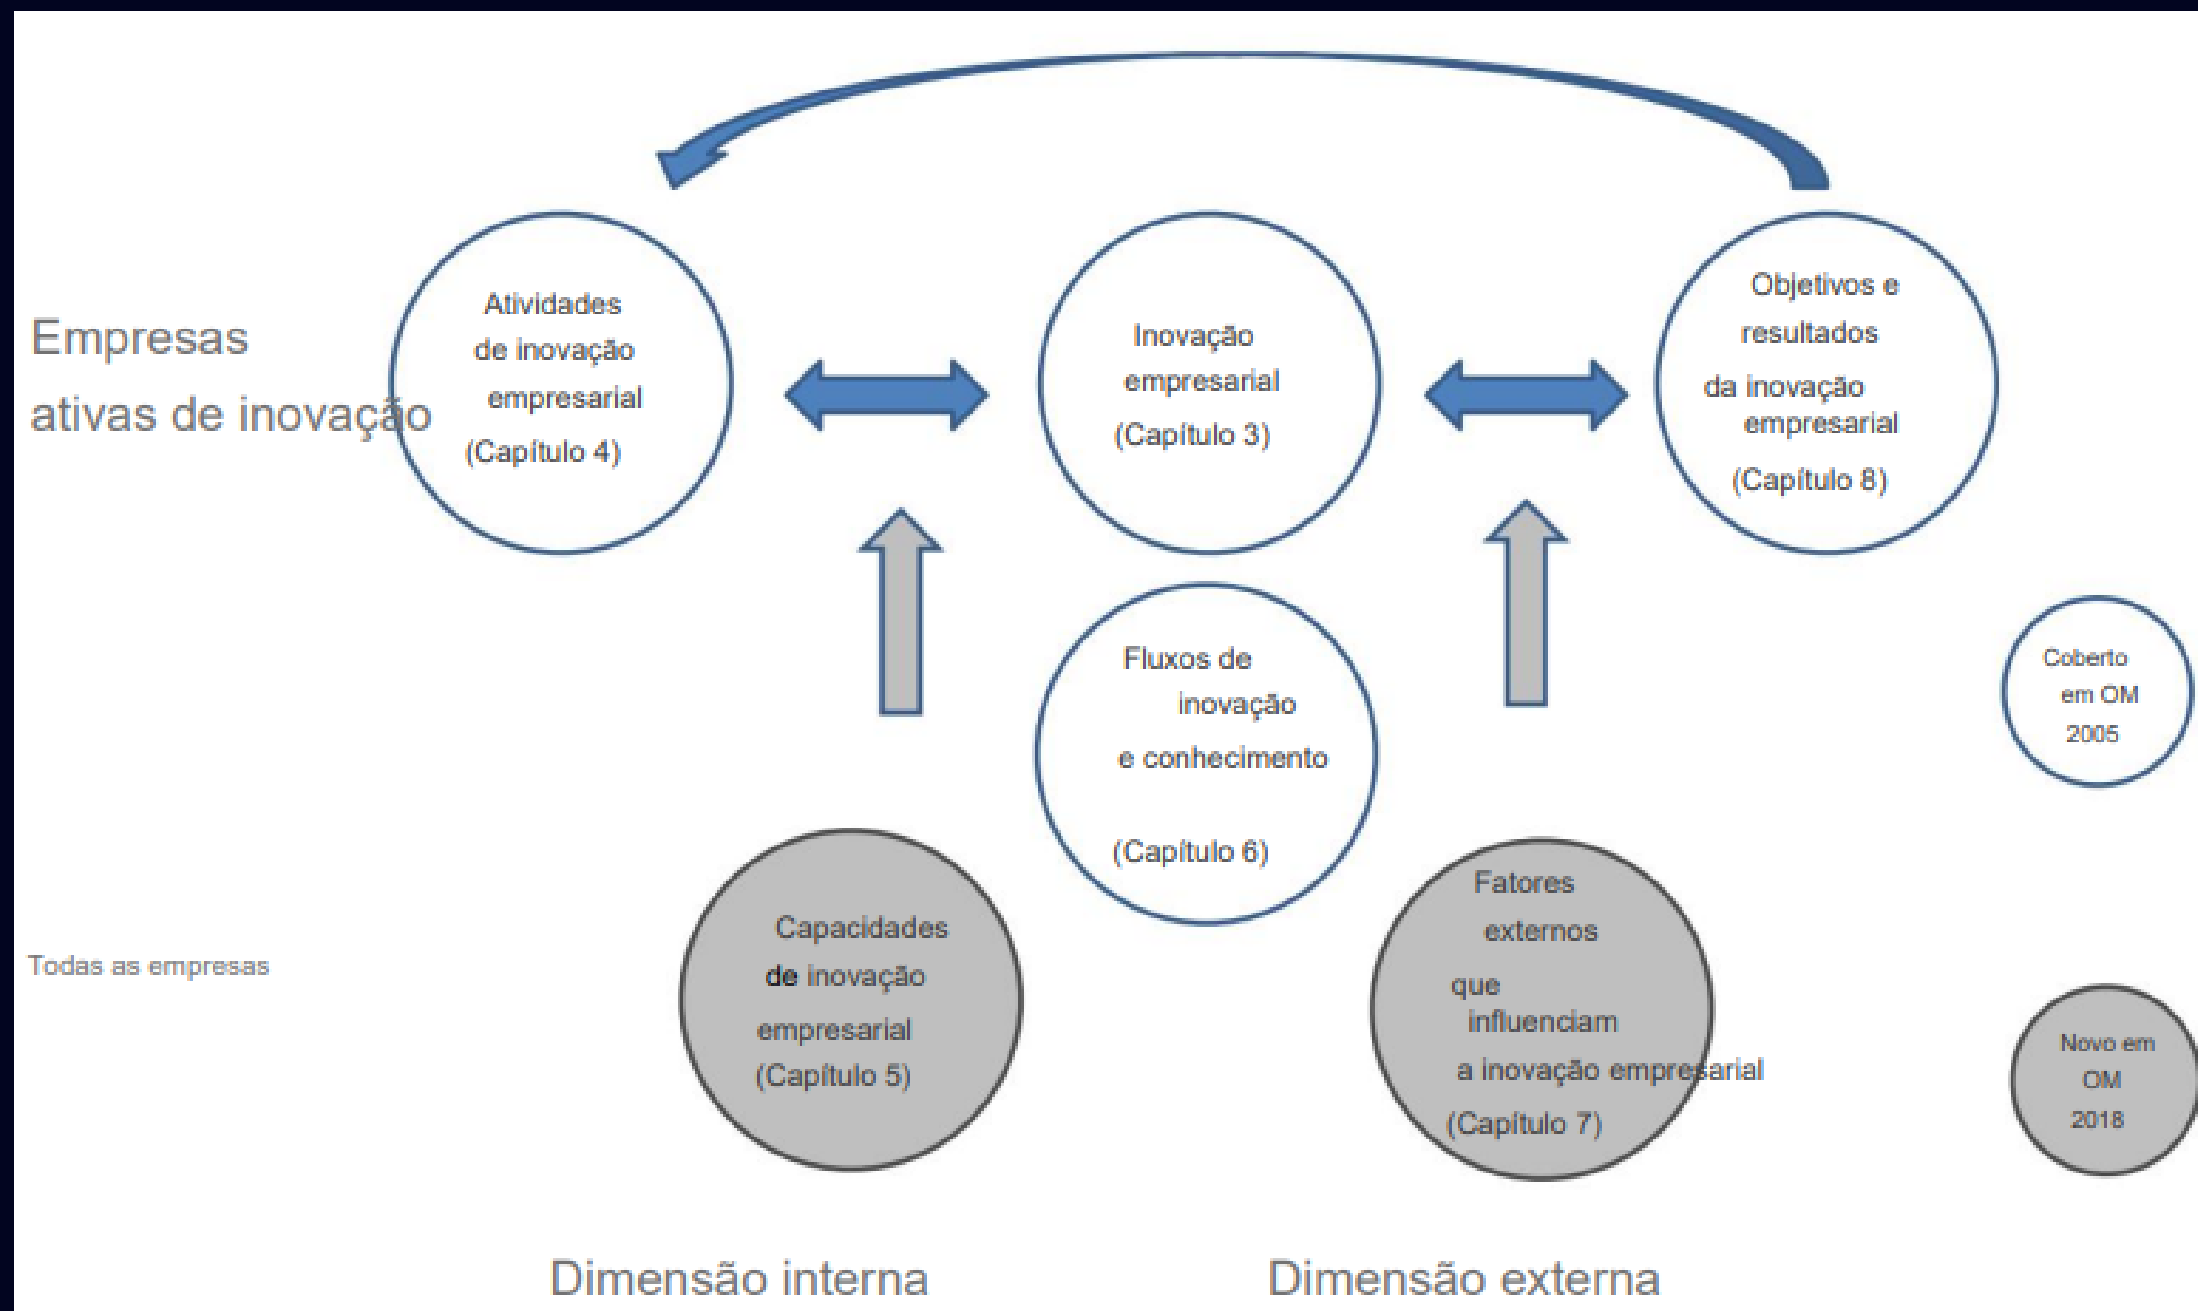 Empresas
ativas de inovação
Atividades
de inovação
empresarial
(Capítulo 4)
Inovação
empresarial
(Capítulo 3)
Objetivos e
resultados
da inovação
empresarial
(Capítulo 8)
Fluxos de
inovação
e conhecimento
(Capítulo 6)
Coberto
em OM
2005
Todas as empresas
Capacidades
de inovação
empresarial
(Capítulo 5)
Fatores
externos
que
influenciam
a inovação empresarial
(Capítulo 7)
Novo em
OM
2018
Dimensão interna
Dimensão externa